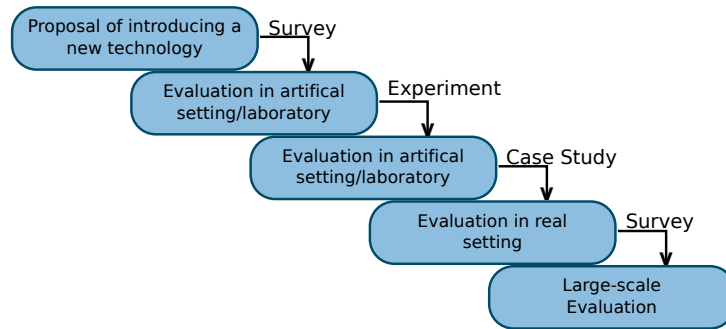 Proposal of introducing a
new technology
Survey
Evaluation in artifical
setting/laboratory
Experiment
Evaluation in artifical
setting/laboratory
Case Study
Evaluation in real
setting
Survey
Large-scale
Evaluation